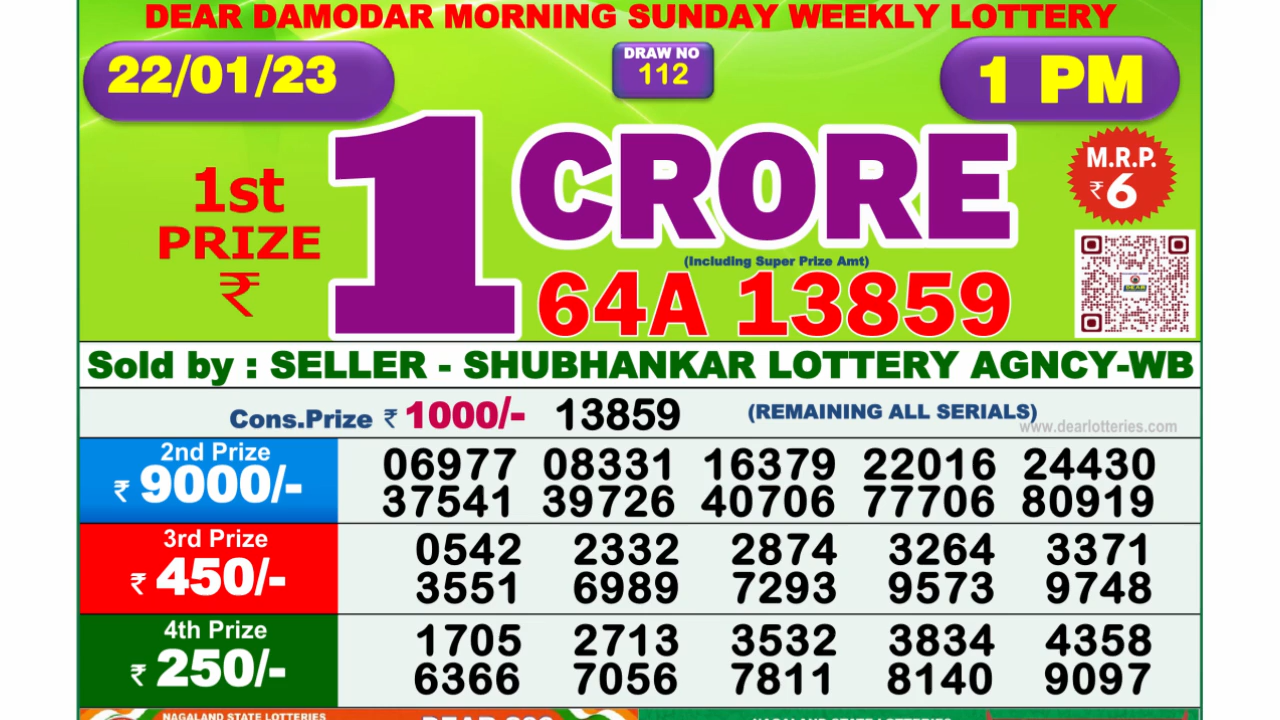 DEAR DAMODAR MORNING SUNDAY WEEKLY LOTTERY
22/01/23
DRAW NO
112
1 PM
1st
PRIZE
₹
1 CRORE
(Including Super Prize Amt)
64A 13859
M.R.P.
₹6
Sold by : SELLER - SHUBHANKAR LOTTERY AGNCY-WB
Cons.Prize ₹ 1000/- 13859 (REMAINING ALL SERIALS)
www.dearlotteries.com
2nd Prize
₹ 9000/-
06977 08331 16379 22016 24430
37541 39726 40706 77706 80919
3rd Prize
₹ 450/-
0542 2332 2874 3264 3371
3551 6989 7293 9573 9748
4th Prize
₹ 250/-
1705 2713 3532 3834 4358
6366 7056 7811 8140 9097
NAGALAND STATE LOTTERIES